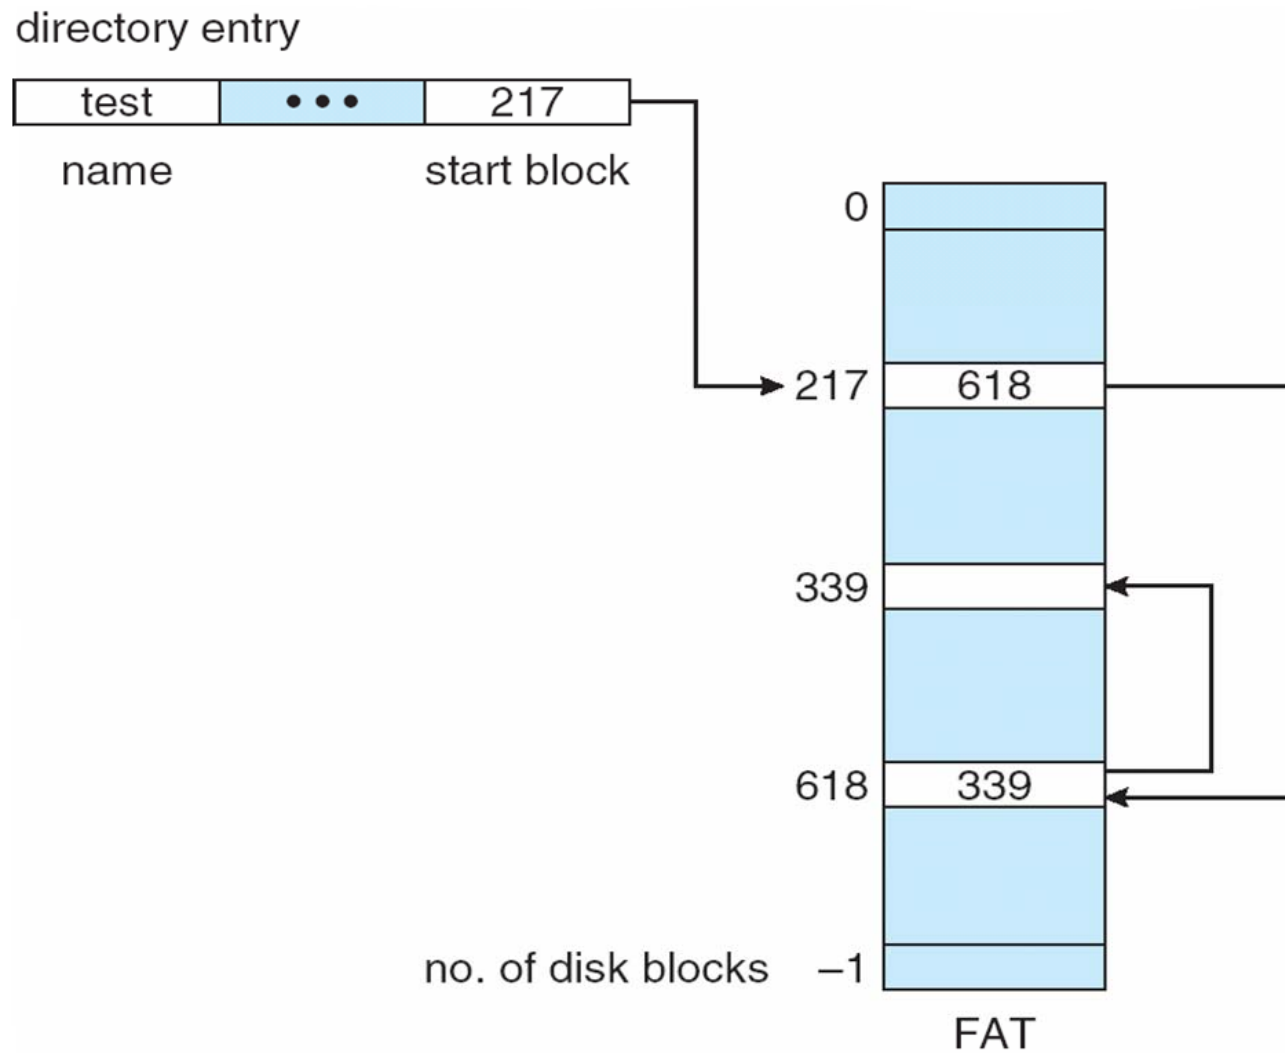 directory entry
test ••• 217
name start block
0
217 618
339
618 339
no. of disk blocks –1
FAT